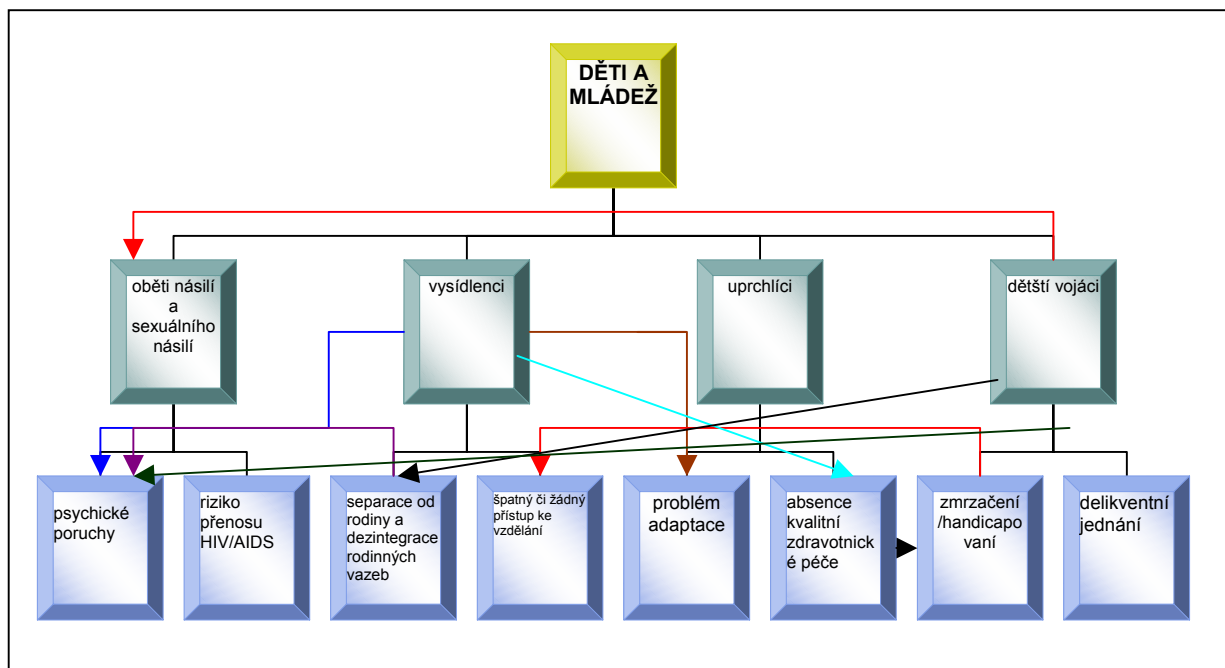 DĚTI A
MLÁDEŽ
oběti násilí
a
sexuálního
násilí
vysídlenci
uprchlíci
dětští vojáci
psychické
poruchy
riziko
přenosu
HIV/AIDS
separace od
rodiny a
dezintegrace
rodinných
vazeb
špatný či žádný
přístup ke
vzdělání
problém
adaptace
absence
kvalitní
zdravotnick
é péče
zmrzačení
/handicapo
vaní
delikventní
jednání